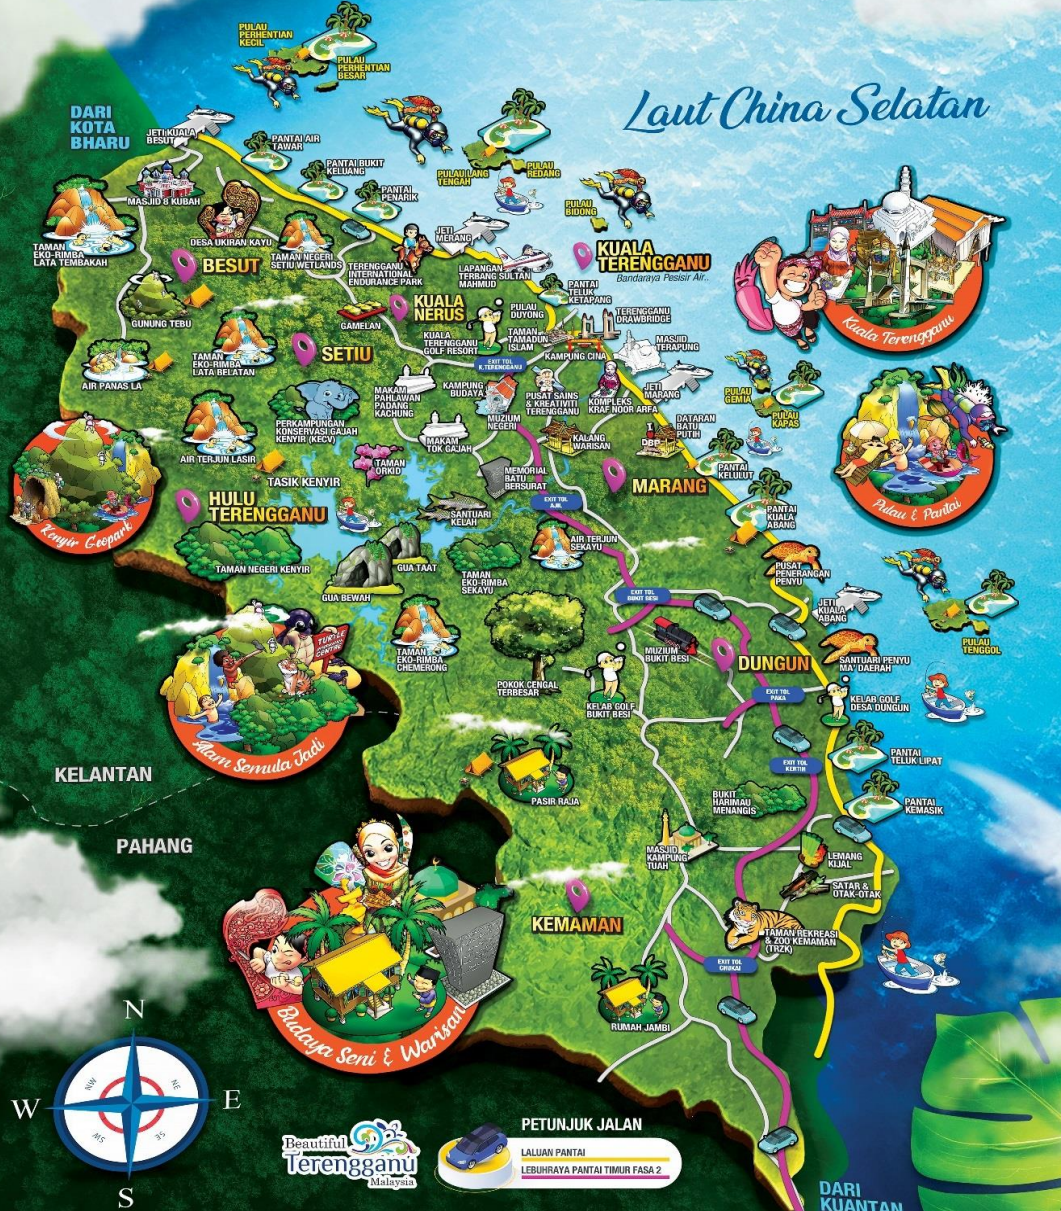 PULAU
PERHENTIAN
KECIL
PULAU
PERHENTIAN
BESAR
Laut China Selatan
DARI
KOTA
BHARU
JETI KUALA
BESUT
PANTAI AIR
TAWAR
PANTAI BUKIT
KELUANG
PANTAI
PENARIK
PULAU LANG
TENGAH
PULAU
REDANG
PULAU
BIDONG
MASJID 8 KUBAH
DESA UKIRAN KAYU
TAMAN
EKO-RIMBA
LATA TEMBAKAH
BESUT
TAMAN NEGERI
SETIU WETLANDS
JETI
MERANG
TERENGGANU
INTERNATIONAL
ENDURANCE PARK
LAPANGAN
TERBANG SULTAN
MAHMUD
KUALA
TERENGGANU
Bandaraya Pesisir Air..
PANTAI
TELUK
KETAPANG
Kuala Terengganu
GUNUNG TEBU
GAMELAN
KUALA
NERUS
PULAU
DUYONG
TERENGGANU
DRAWBRIDGE
KUALA
TERENGGANU
GOLF RESORT
TAMAN
TAMADUN
ISLAM
KAMPUNG CINA
MASJID
TERAPUNG
SETIU
TAMAN
EKO-RIMBA
LATA BELATAN
AIR PANAS LA
EXIT TOL
K.TERENGGANU
MAKAM
PAHLAWAN
PADANG
KACHUNG
KAMPUNG
BUDAYA
PUSAT SAINS
& KREATIVITI
TERENGGANU
KOMPLEKS
KRAF NOOR ARFA
JETI
MARANG
PULAU
GEMIA
PULAU
KAPAS
MUZIUM
NEGERI
PERKAMPUNGAN
KONSERVASI GAJAH
KENYIR (KECV)
MAKAM
TOK GAJAH
KALANG
WARISAN
DBP
DATARAN
BATU
PUTIH
AIR TERJUN LASIR
TAMAN
ORKID
TASIK KENYIR
MEMORIAL
BATU
BERSURAT
PANTAI
KELULUT
MARANG
Pulau & Pantai
HULU
TERENGGANU
SANTUARI
KELAH
EXIT TOL
AJIL
PANTAI
KUALA
ABANG
Kenyir Geopark
AIR TERJUN
SEKAYU
TAMAN NEGERI KENYIR
GUA TAAT
GUA BEWAH
TAMAN
EKO-RIMBA
SEKAYU
PUSAT
PENERANGAN
PENYU
EXIT TOL
BUKIT BESI
JETI
KUALA
ABANG
PULAU
TENGGOL
TURTLE
CENTRE
TAMAN
EKO-RIMBA
CHEMERONG
MUZIUM
BUKIT BESI
DUNGUN
SANTUARI PENYU
MA' DAERAH
POKOK CENGAL
TERBESAR
KELAB GOLF
BUKIT BESI
EXIT TOL
PAKA
KELAB GOLF
DESA DUNGUN
Alam Semula Jadi
PANTAI
TELUK LIPAT
EXIT TOL
KERTIH
KELANTAN
PASIR RAJA
BUKIT
HARIMAU
MENANGIS
PANTAI
KEMASIK
PAHANG
MASJID
KAMPUNG
TUAH
LEMANG
KIJAL
SATAR &
OTAK-OTAK
KEMAMAN
TAMAN REKREASI
& ZOO KEMAMAN
(TRZK)
EXIT TOL
CHUKAI
RUMAH JAMBI
Budaya Seni & Warisan
N
NW
NE
W
E
SW
SE
S
Beautiful
Terengganu
Malaysia
PETUNJUK JALAN
LALUAN PANTAI
LEBUHRAYA PANTAI TIMUR FASA 2
DARI
KUANTAN